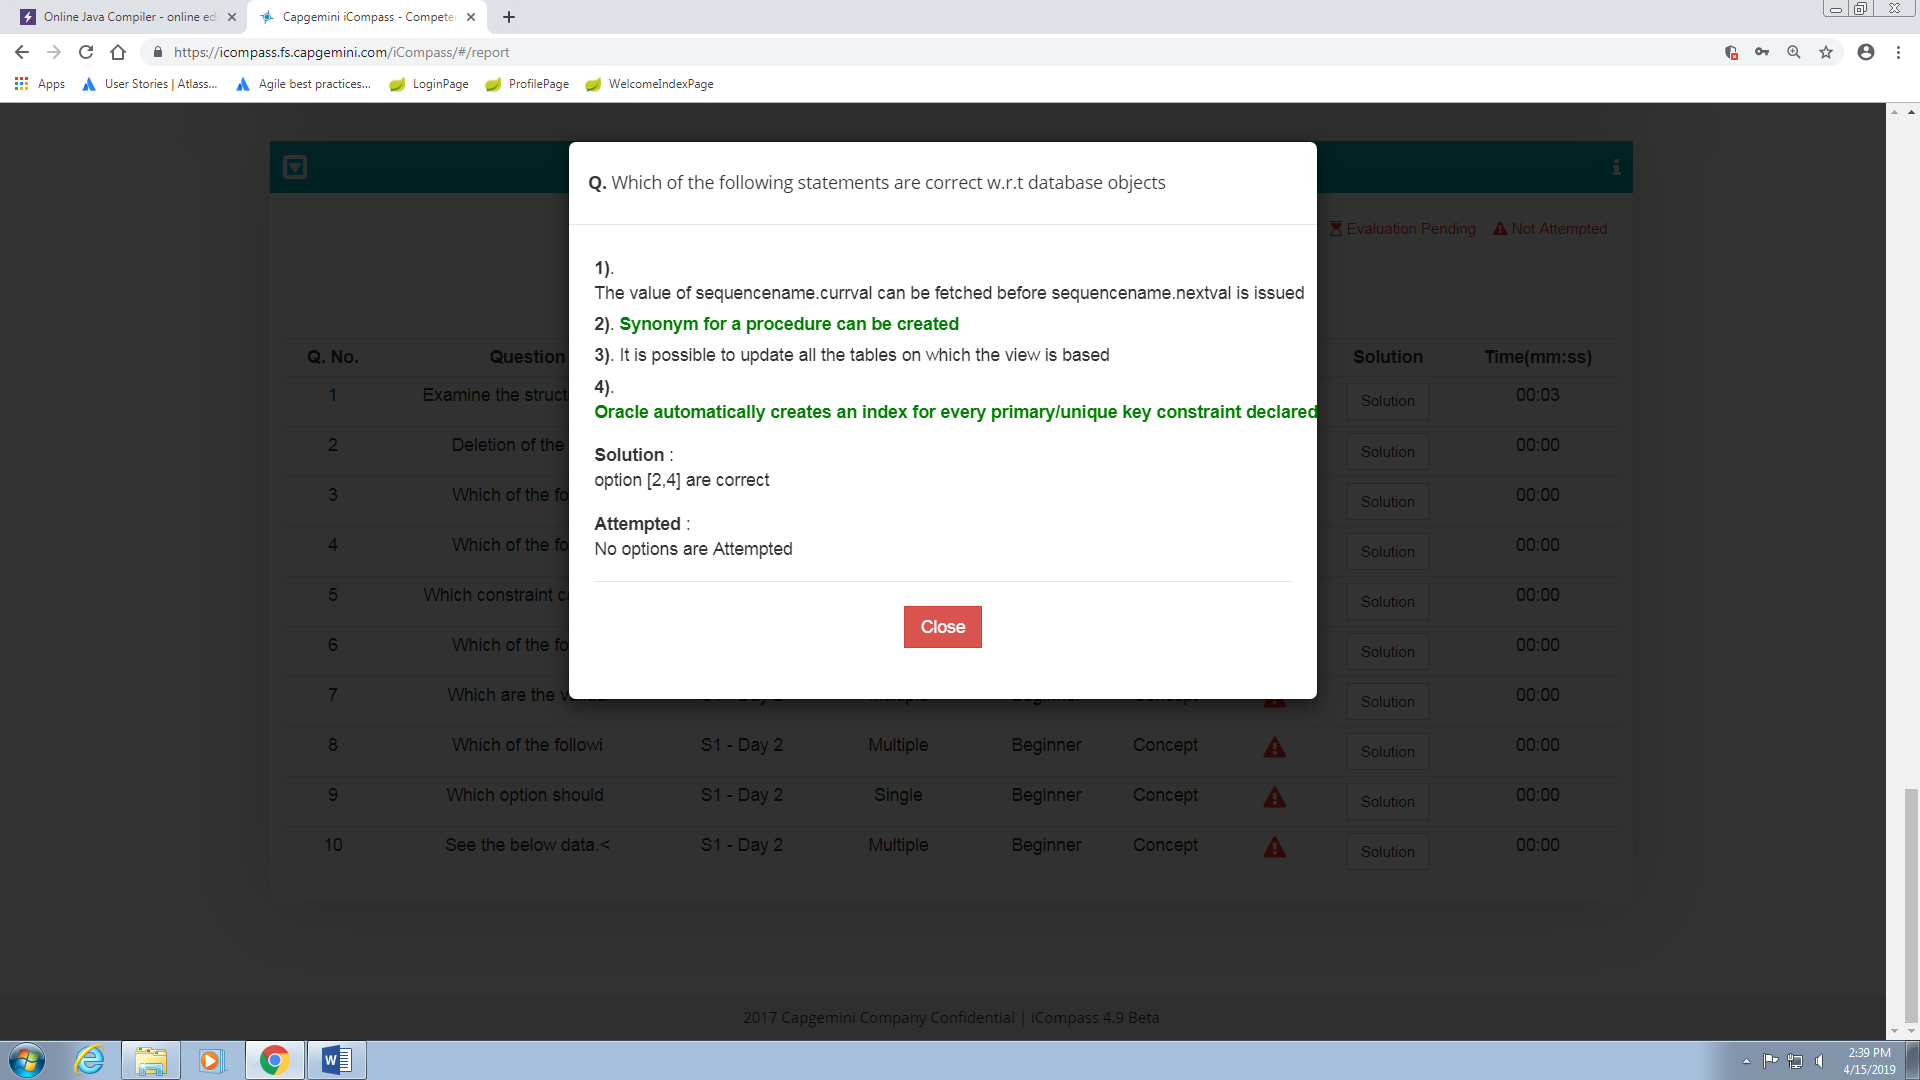 Online Java Compiler - online ed
Capgemini iCompass - Compete
https://icompass.fs.capgemini.com/iCompass/#/report
Apps
User Stories | Atlass...
Agile best practices...
LoginPage
ProfilePage
WelcomeIndexPage
Q. Which of the following statements are correct w.r.t database objects
Evaluation Pending
Not Attempted
1).
The value of sequencename.currval can be fetched before sequencename.nextval is issued
2). Synonym for a procedure can be created
3). It is possible to update all the tables on which the view is based
4).
Oracle automatically creates an index for every primary/unique key constraint declared
Solution :
option [2,4] are correct
Attempted :
No options are Attempted
Close
Q. No. Question Solution Time(mm:ss)
1 Examine the struct Solution 00:03
2 Deletion of the Solution 00:00
3 Which of the fo Solution 00:00
4 Which of the fo Solution 00:00
5 Which constraint c Solution 00:00
6 Which of the fo Solution 00:00
7 Which are the Solution 00:00
8 Which of the followi S1 - Day 2 Multiple Beginner Concept Solution 00:00
9 Which option should S1 - Day 2 Single Beginner Concept Solution 00:00
10 See the below data.< S1 - Day 2 Multiple Beginner Concept Solution 00:00
2017 Capgemini Company Confidential | iCompass 4.9 Beta
2:39 PM
4/15/2019